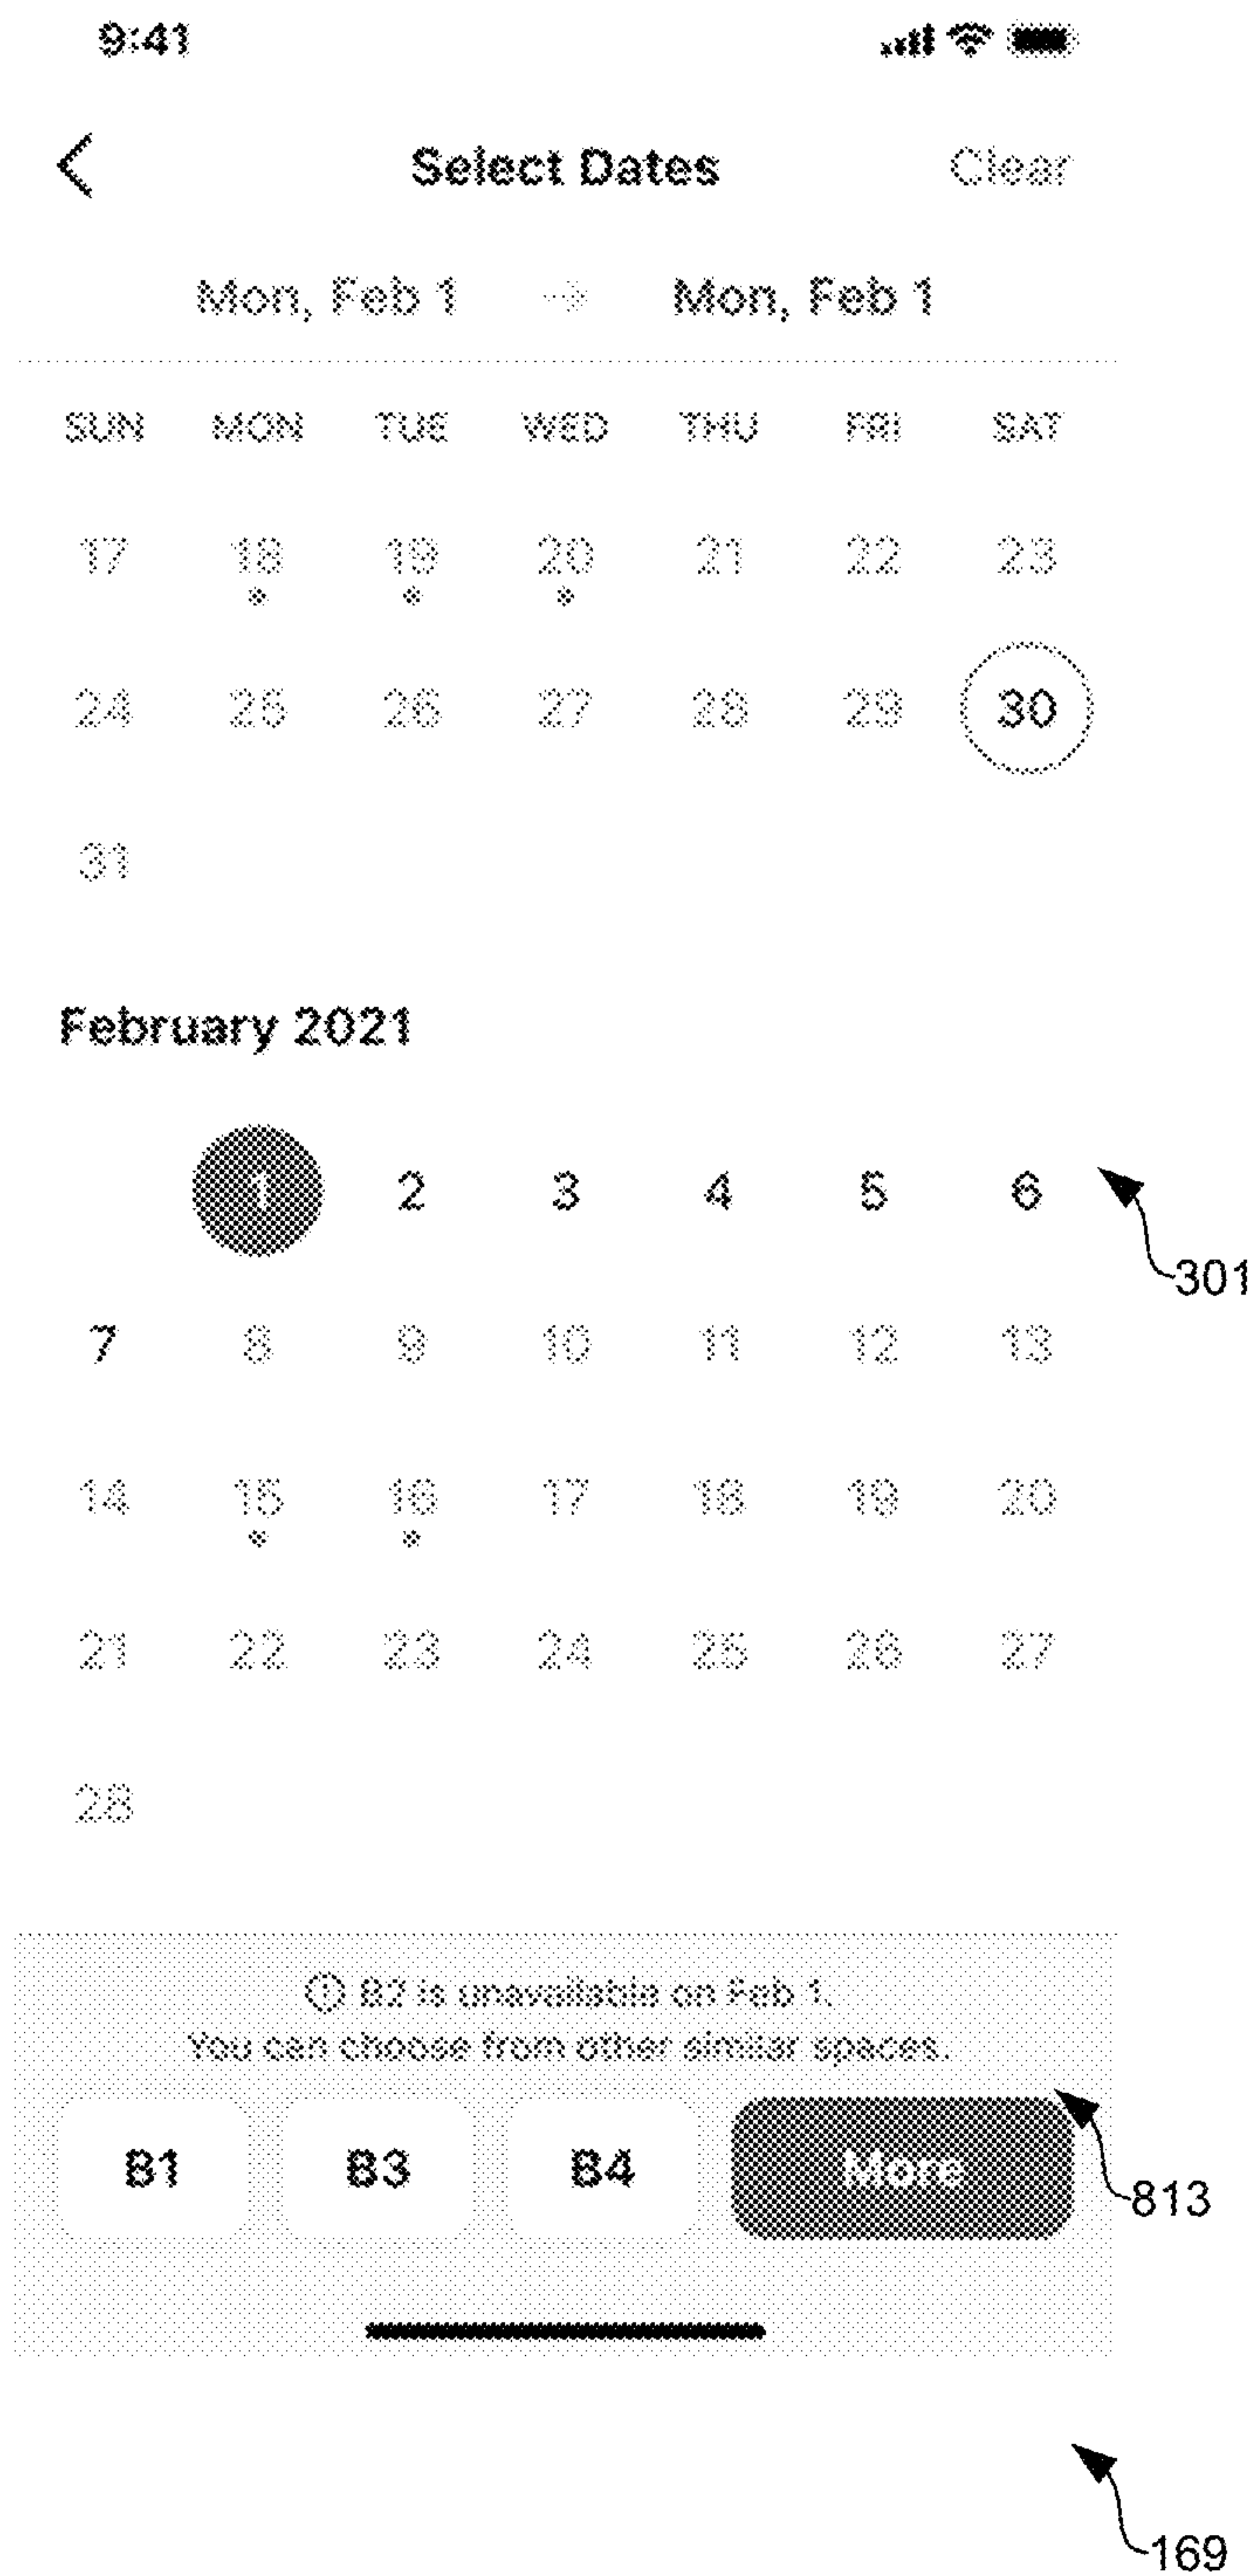 9:41
Select Dates Clear
Mon, Feb 1 → Mon, Feb 1
SUN MON TUE WED THU FRI SAT
17 18 19 20 21 22 23
24 25 26 27 28 29 30
31
February 2021
1 2 3 4 5 6
301
7 8 9 10 11 12 13
14 15 16 17 18 19 20
21 22 23 24 25 26 27
28
B2 is unavailable on Feb 1.
You can choose from other similar spaces.
B1 B3 B4 More
813
169